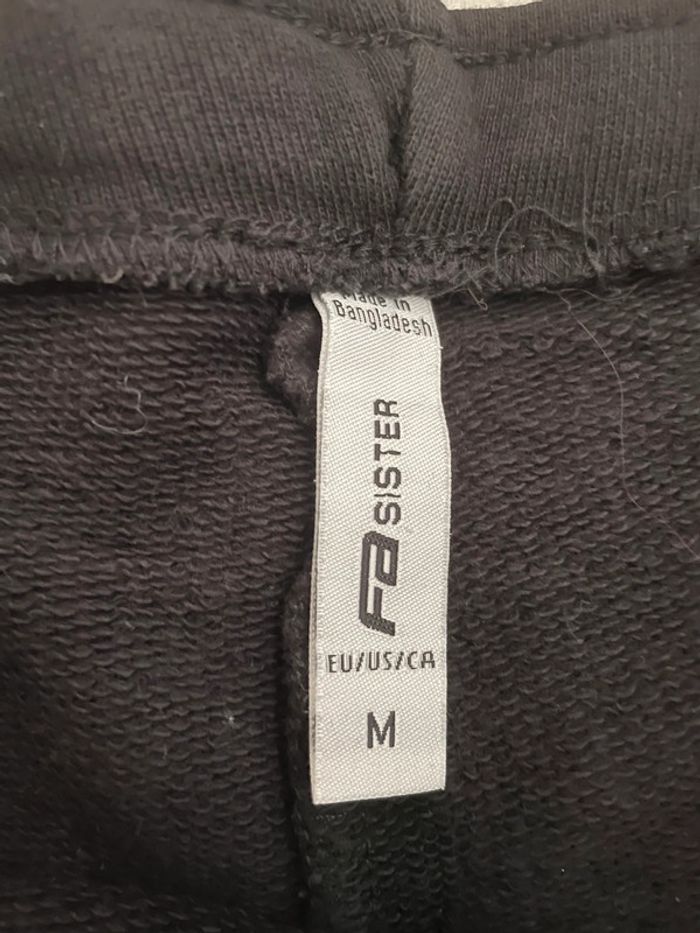 Made in
Bangladesh
FB SISTER
EU/US/CA
M